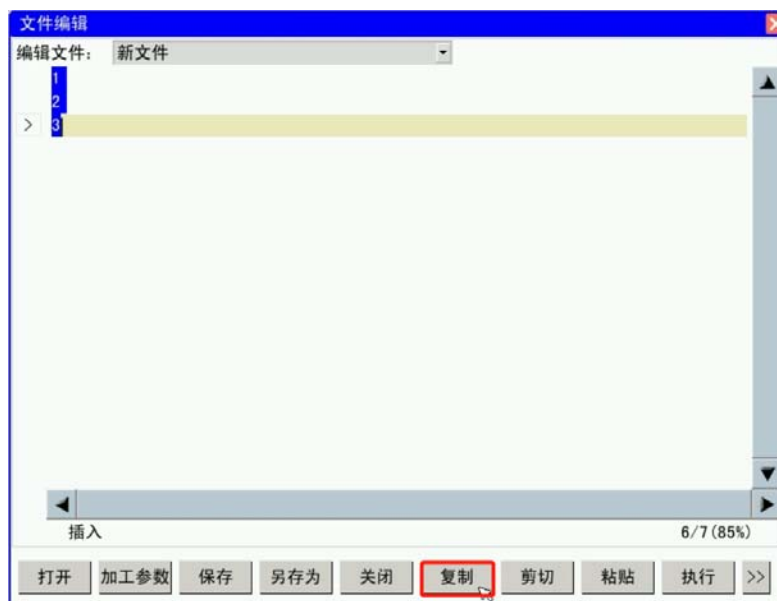 文件编辑
编辑文件： 新文件
1
2
> 3
插入 6/7(85%)
打开 加工参数 保存 另存为 关闭 复制 剪切 粘贴 执行 >>